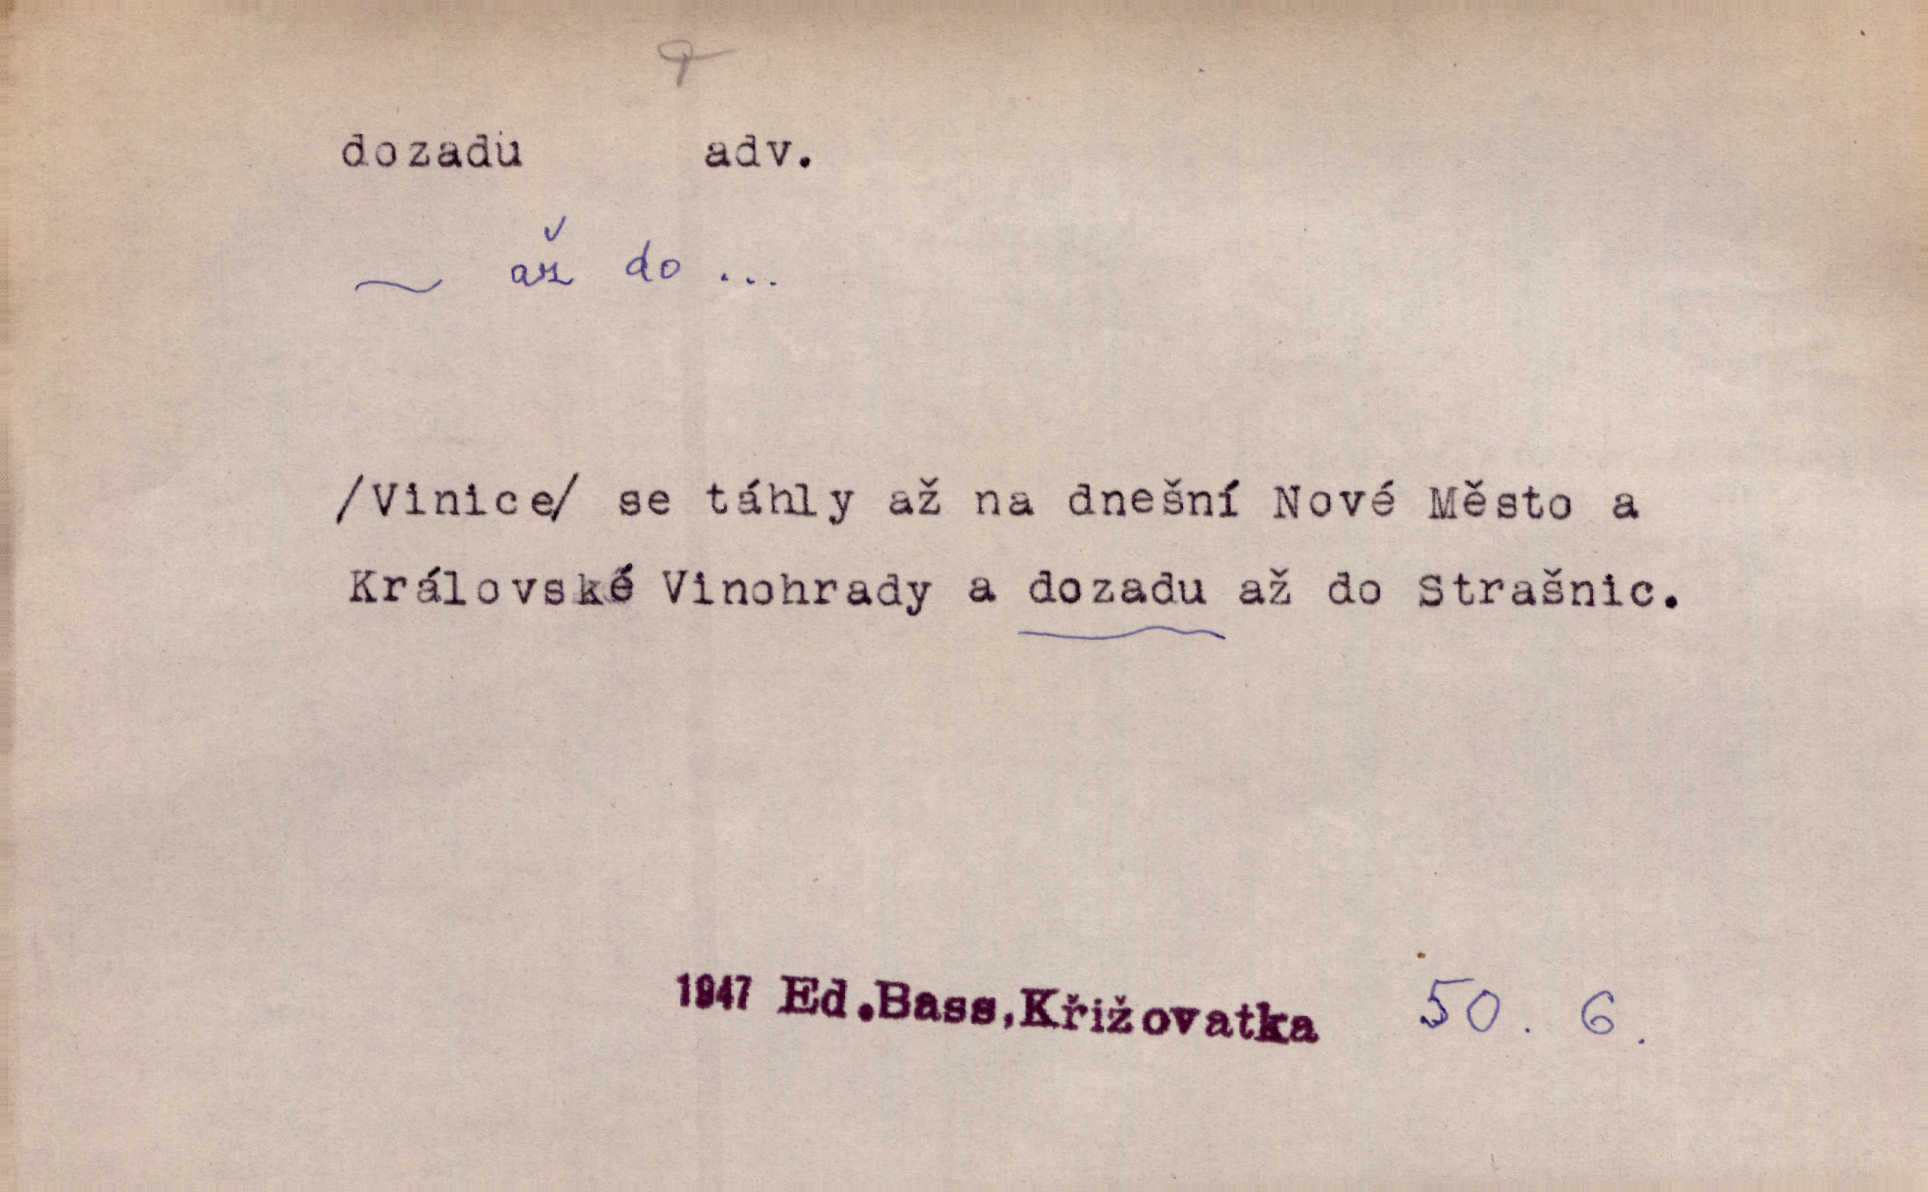 dozadu adv.
~ až do ...
/Vinice/ se táhly až na dnešní Nové Město a
Královské Vinohrady a dozadu až do Strašnic.
1947 Ed.Bass,Křižovatka 50. 6.